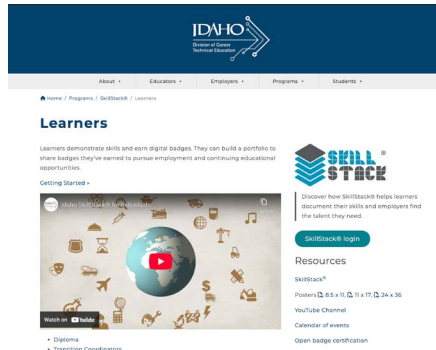 IDAHO
Division of Career
Technical Education
About
Educators
Employers
Programs
Students
Home / Programs / SkillStack® / Learners
Learners
Learners demonstrate skills and earn digital badges. They can build a portfolio to
share badges they've earned to pursue employment and continuing educational
opportunities.
Getting Started »
Idaho SkillStack® for Individuals
Watch on YouTube
• Diploma
• Transition Coordinators
SKILL®
STACK
Discover how SkillStack® helps learners
document their skills and employers find
the talent they need.
SkillStack® login
Resources
SkillStack®
Posters 8.5 x 11, 11 x 17, 24 x 36
YouTube Channel
Calendar of events
Open badge certification